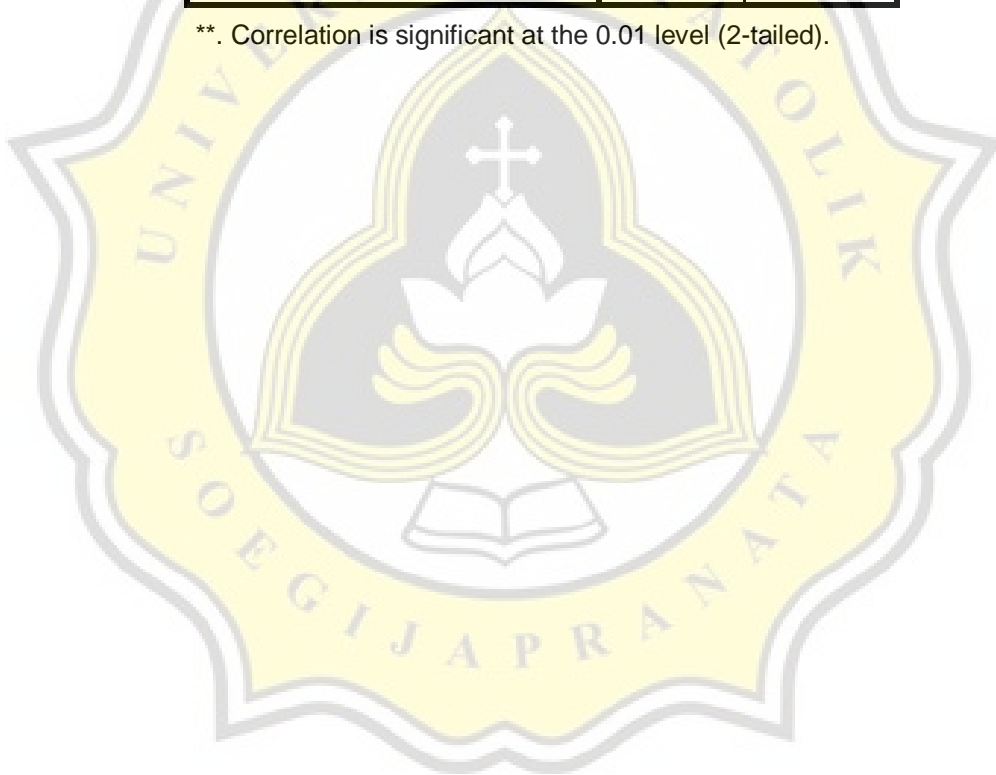 **. Correlation is significant at the 0.01 level (2-tailed).
SOEGIJAPRANATA